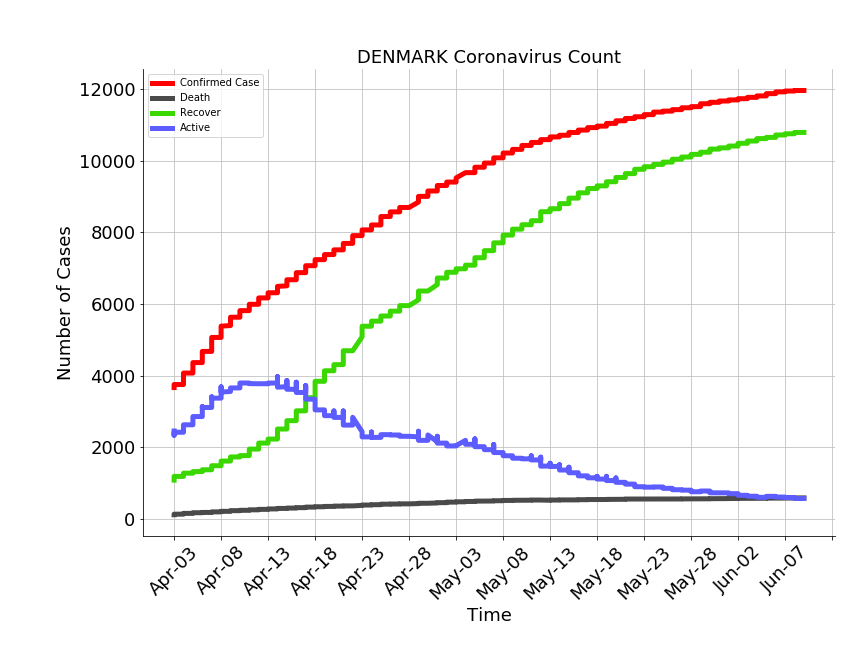 DENMARK Coronavirus Count
Confirmed Case
Death
Recover
Active
12000
10000
8000
6000
4000
2000
0
Number of Cases
Apr-03
Apr-08
Apr-13
Apr-18
Apr-23
Apr-28
May-03
May-08
May-13
May-18
May-23
May-28
Jun-02
Jun-07
Time